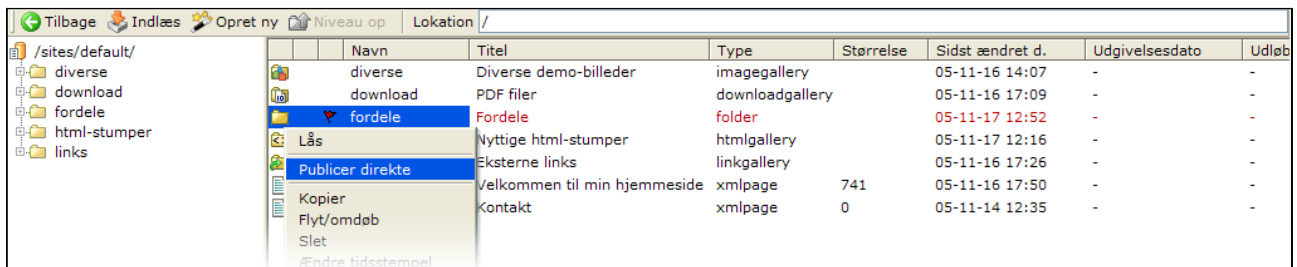 Tilbage Indlæs Opret ny Niveau op Lokation /
/sites/default/
diverse
download
fordele
html-stumper
links
Navn Titel Type Størrelse Sidst ændret d. Udgivelsesdato Udløb
diverse Diverse demo-billeder imagegallery 05-11-16 14:07 - -
download PDF filer downloadgallery 05-11-16 17:09 - -
fordele Fordele folder 05-11-17 12:52 - -
Nyttige html-stumper htmlgallery 05-11-17 12:16 - -
Eksterne links linkgallery 05-11-16 17:26 - -
Velkommen til min hjemmeside xmlpage 741 05-11-16 17:50 - -
Kontakt xmlpage 0 05-11-14 12:35 - -
Lås
Publicer direkte
Kopier
Flyt/omdøb
Slet
Ændre tidsstempel